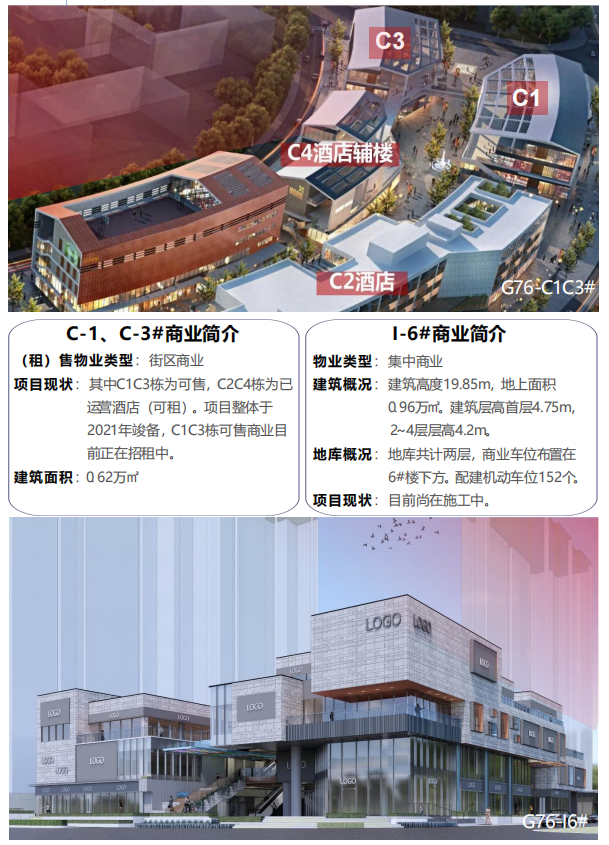 C3
C1
C4酒店辅楼
C2酒店
G76-C1C3#
C-1、C-3#商业简介
（租）售物业类型：街区商业
项目现状：其中C1C3栋为可售，C2C4栋为已
运营酒店（可租）。项目整体于
2021年竣备，C1C3栋可售商业目
前正在招租中。
建筑面积：0.62万㎡
I-6#商业简介
物业类型：集中商业
建筑概况：建筑高度19.85m，地上面积
0.96万㎡。建筑层高首层4.75m，
2~4层层高4.2m。
地库概况：地库共计两层，商业车位布置在
6#楼下方。配建机动车位152个。
项目现状：目前尚在施工中。
LOGO
LOGO
LOGO
LOGO
LOGO
LOGO
LOGO
LOGO
LOGO
LOGO
LOGO
G76-I6#